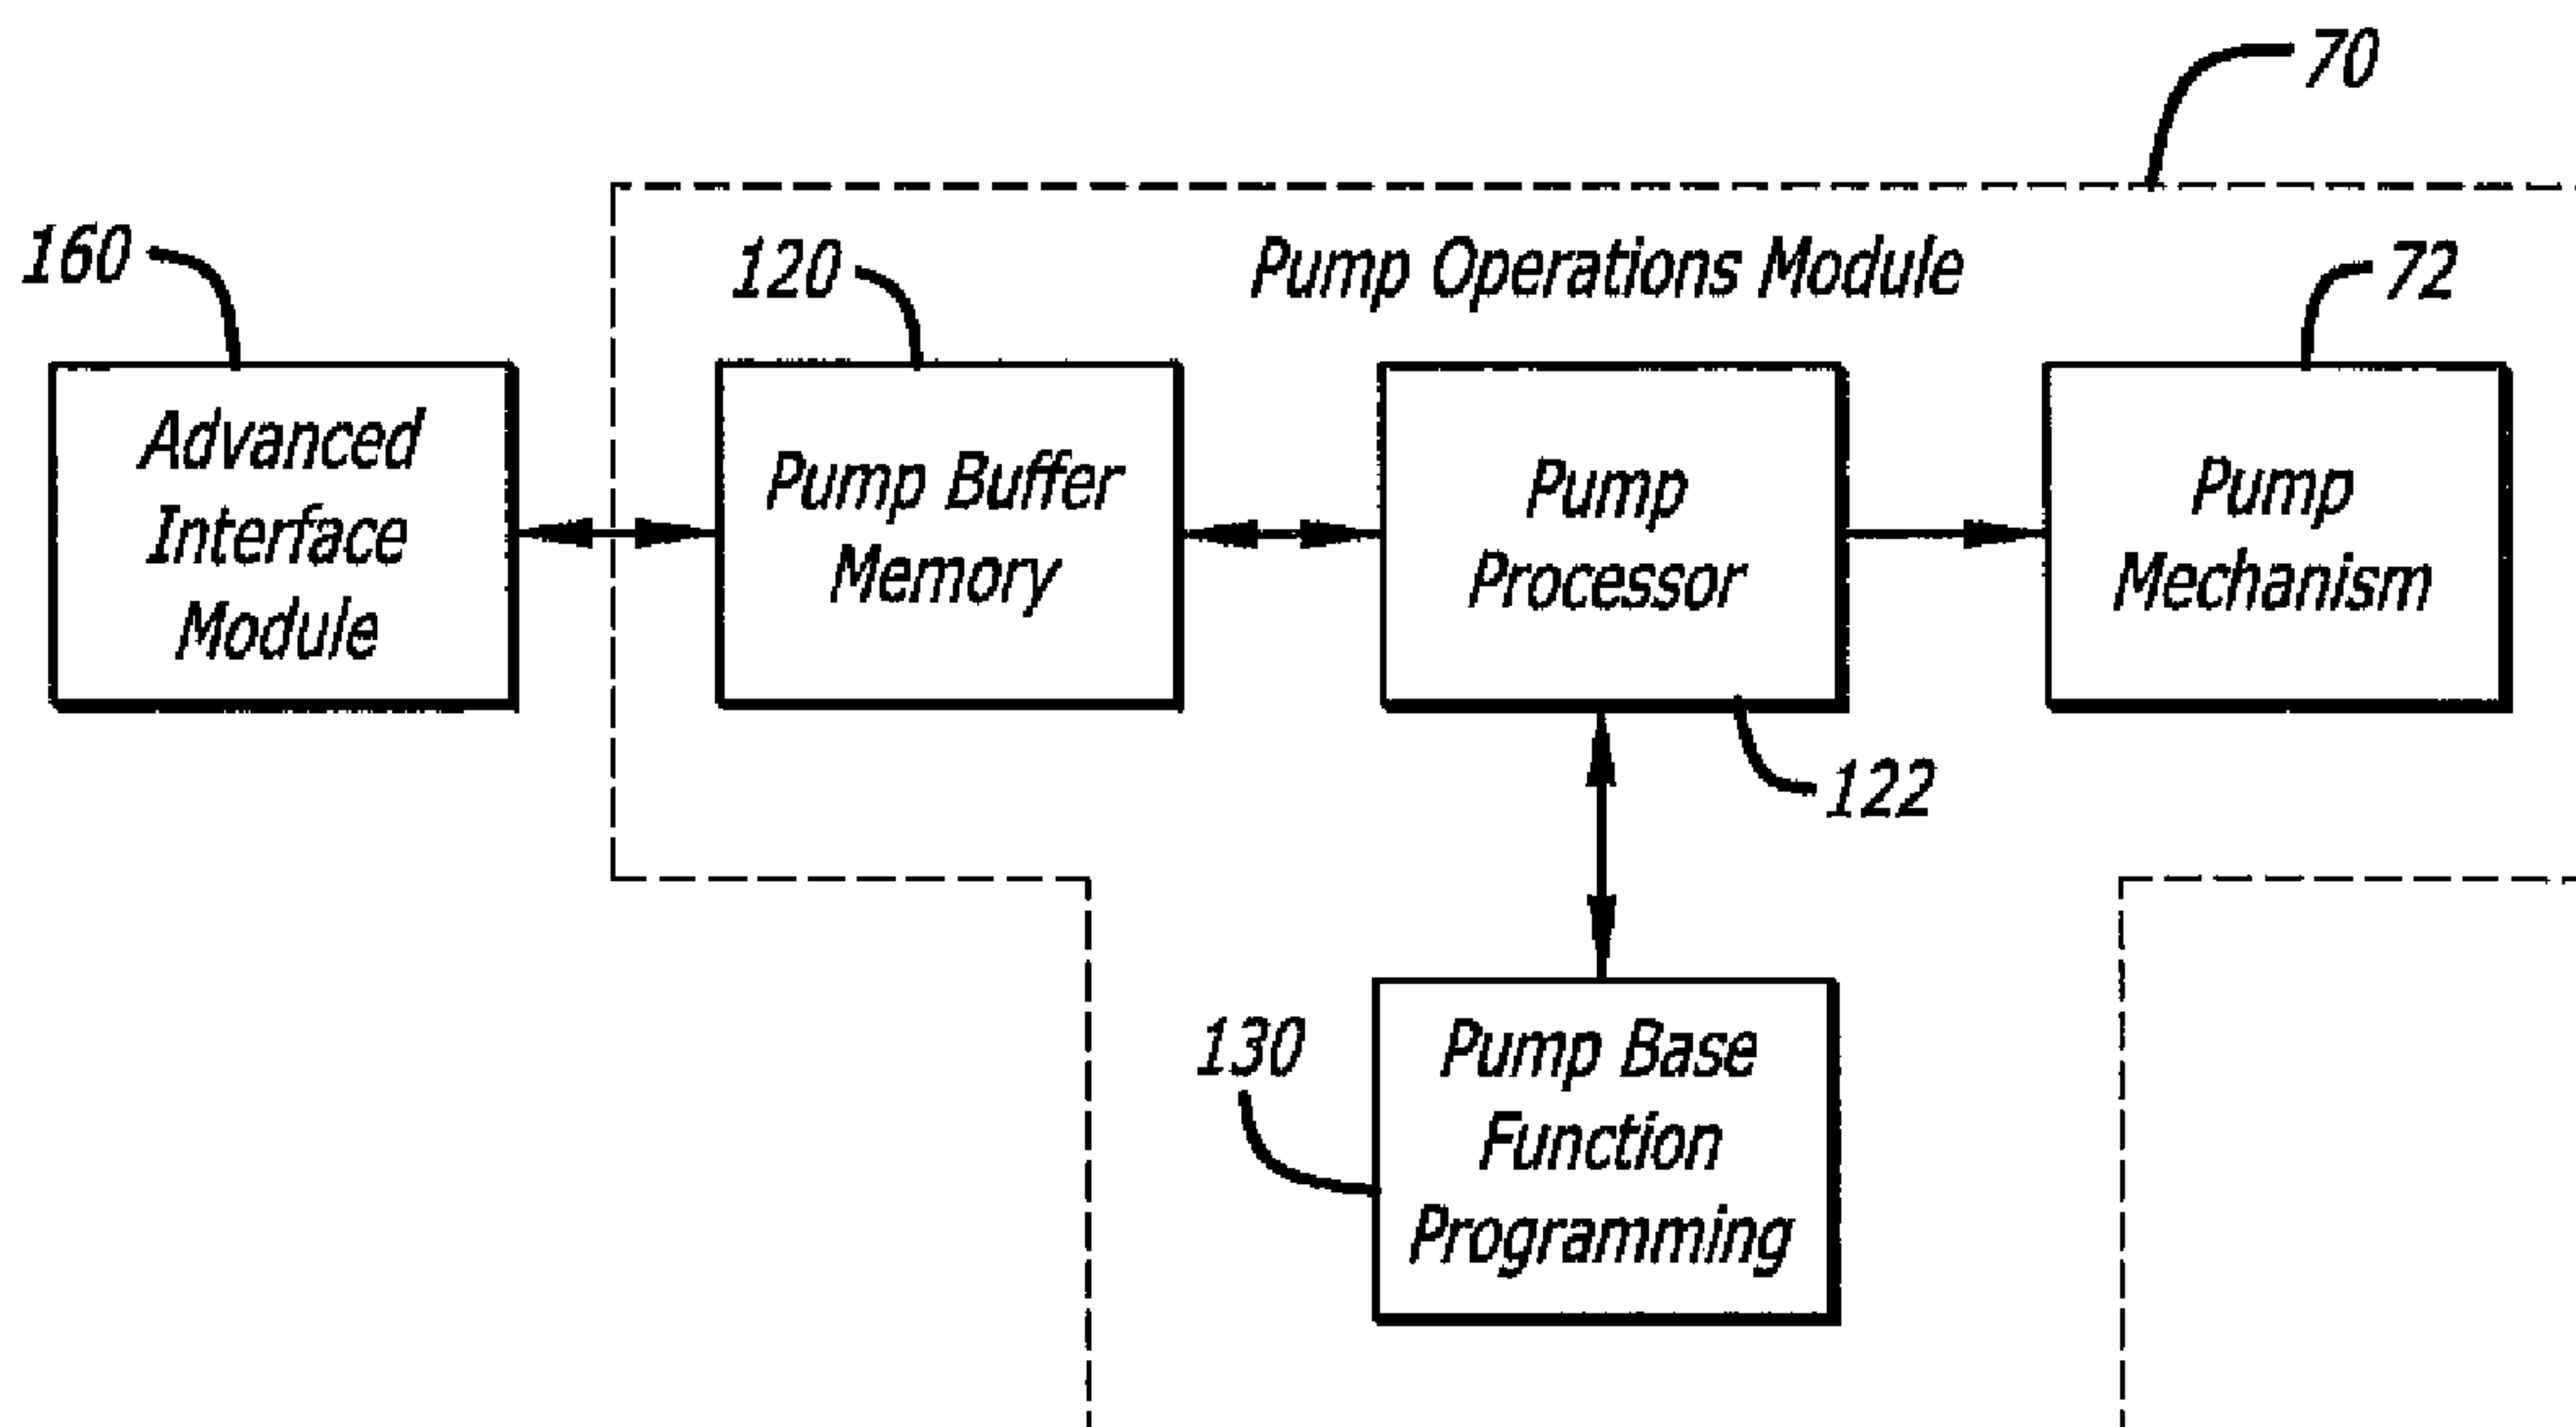 70
160
120
Pump Operations Module
72
Advanced
Interface
Module
Pump Buffer
Memory
Pump
Processor
Pump
Mechanism
122
130
Pump Base
Function
Programming